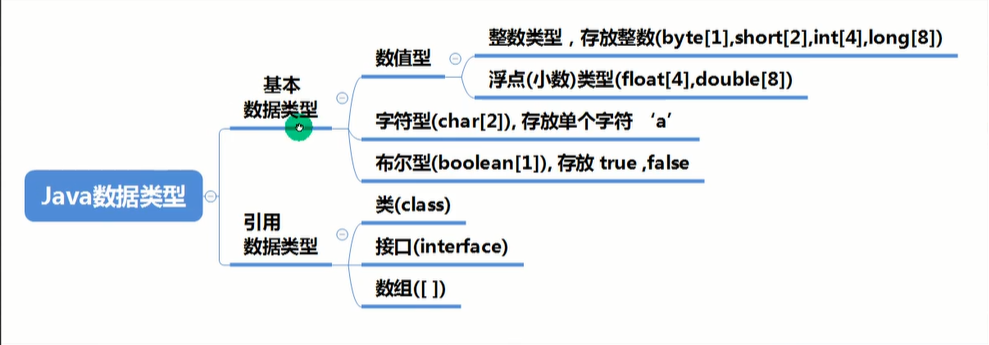 整数类型，存放整数(byte[1],short[2],int[4],long[8])
数值型
浮点(小数)类型(float[4],double[8])
基本
数据类型
字符型(char[2]), 存放单个字符 ‘a’
布尔型(boolean[1]), 存放 true ,false
Java数据类型
类(class)
引用
数据类型
接口(interface)
数组([ ])